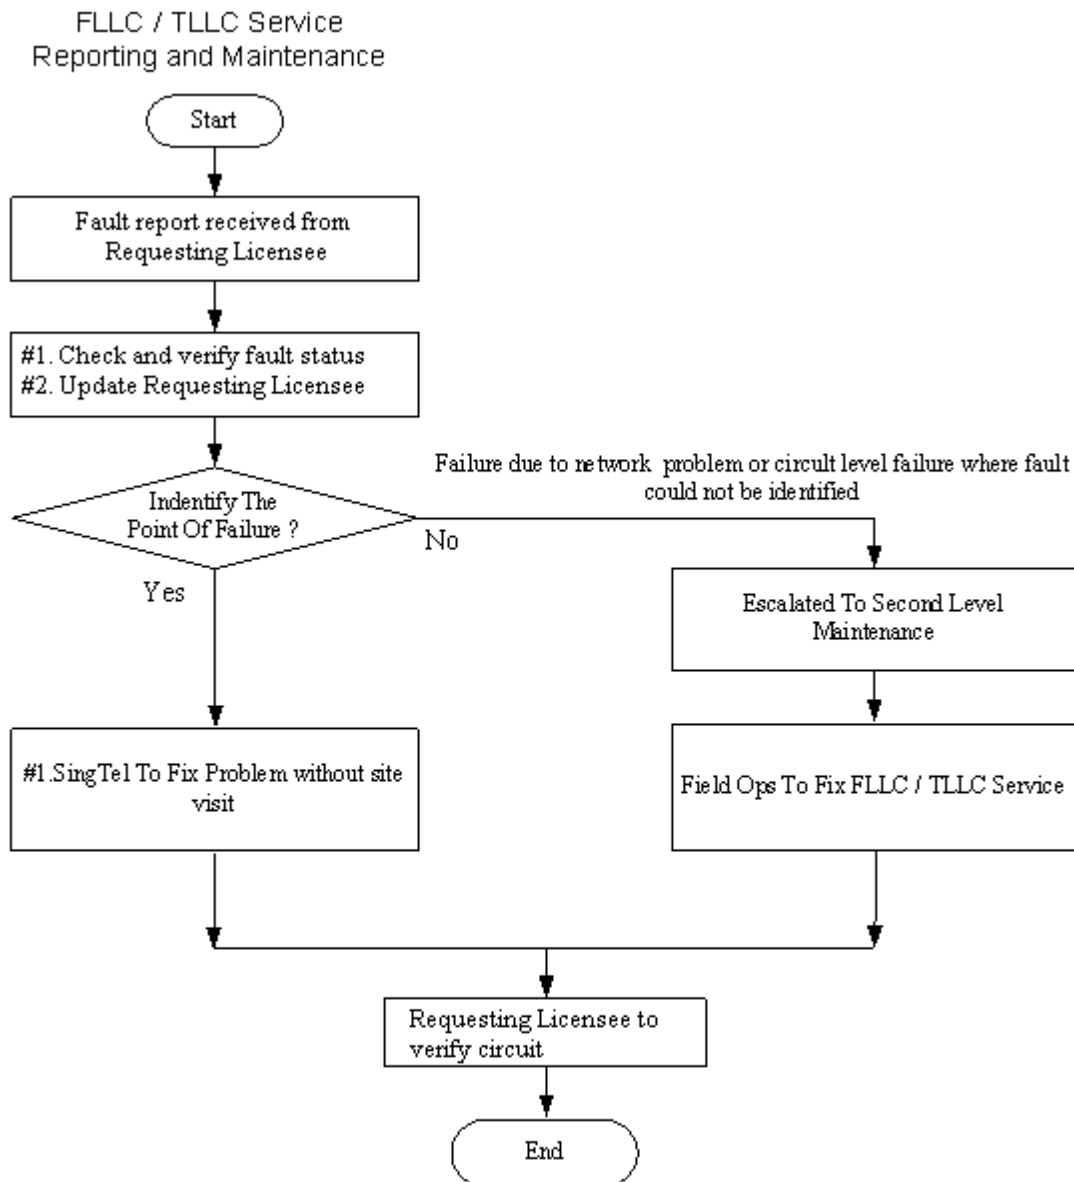 FLLC / TLLC Service
Reporting and Maintenance
Start
Fault report received from
Requesting Licensee
#1. Check and verify fault status
#2. Update Requesting Licensee
Failure due to network problem or circult level failure where fault
could not be identified
Indentify The
Point Of Failure ?
No
Yes
Escalated To Second Level
Maintenance
#1.SingTel To Fix Problem without site
visit
Field Ops To Fix FLLC / TLLC Service
Requesting Licensee to
verify circuit
End